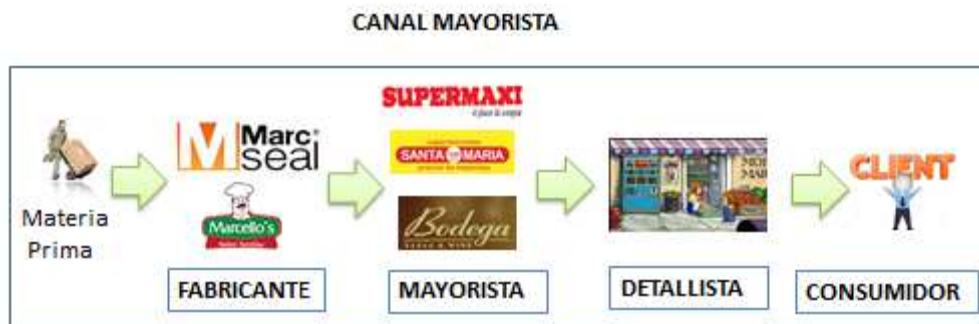 CANAL MAYORISTA
Materia
Prima
Marc
seal
Marcello's
FABRICANTE
SUPERMAXI
SANTA MARIA
Bodega
MAYORISTA
DETALLISTA
CLIENT
CONSUMIDOR